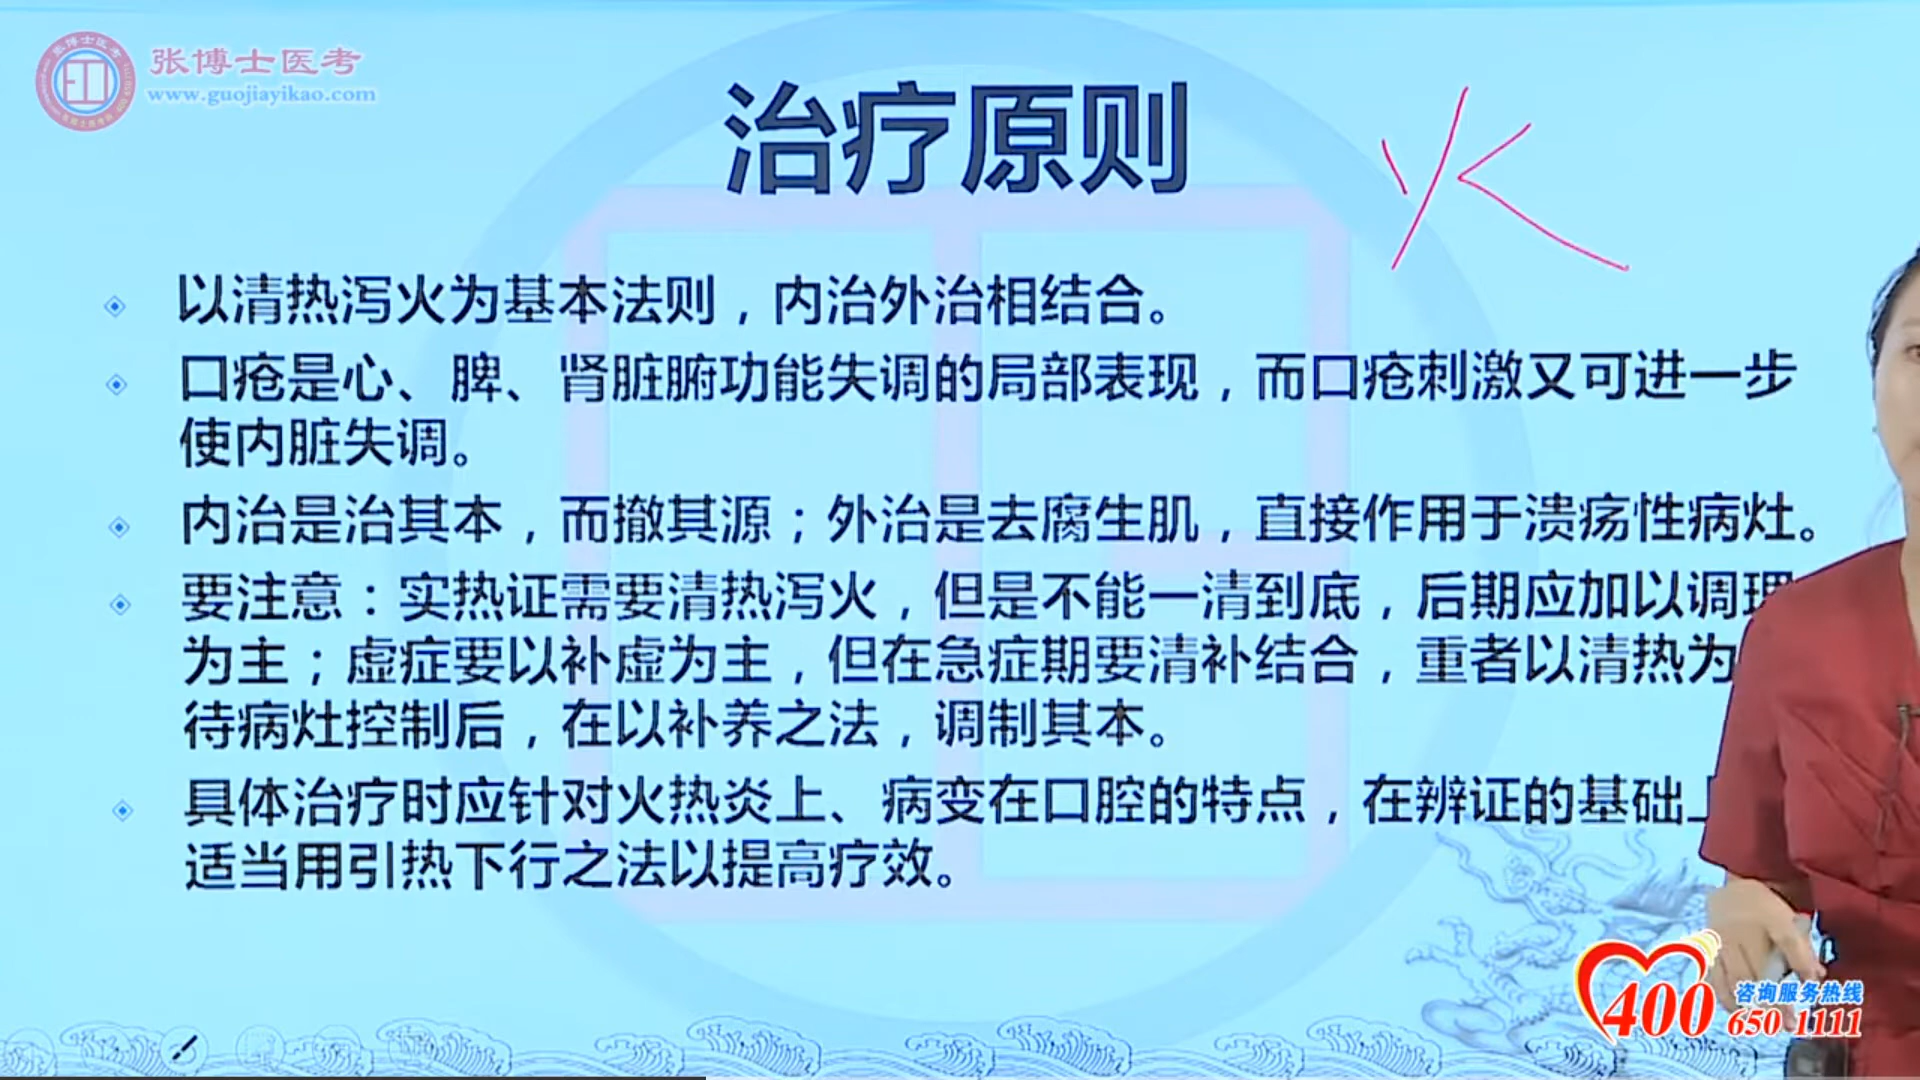 张博士医考
www.guojiayikao.com
治疗原则
火
以清热泻火为基本法则，内治外治相结合。
口疮是心、脾、肾脏腑功能失调的局部表现，而口疮刺激又可进一步
使内脏失调。
内治是治其本，而撤其源；外治是去腐生肌，直接作用于溃疡性病灶。
要注意：实热证需要清热泻火，但是不能一清到底，后期应加以调理
为主；虚症要以补虚为主，但在急症期要清补结合，重者以清热为
待病灶控制后，在以补养之法，调制其本。
具体治疗时应针对火热炎上、病变在口腔的特点，在辨证的基础上
适当用引热下行之法以提高疗效。
400
咨询服务热线
650 1111